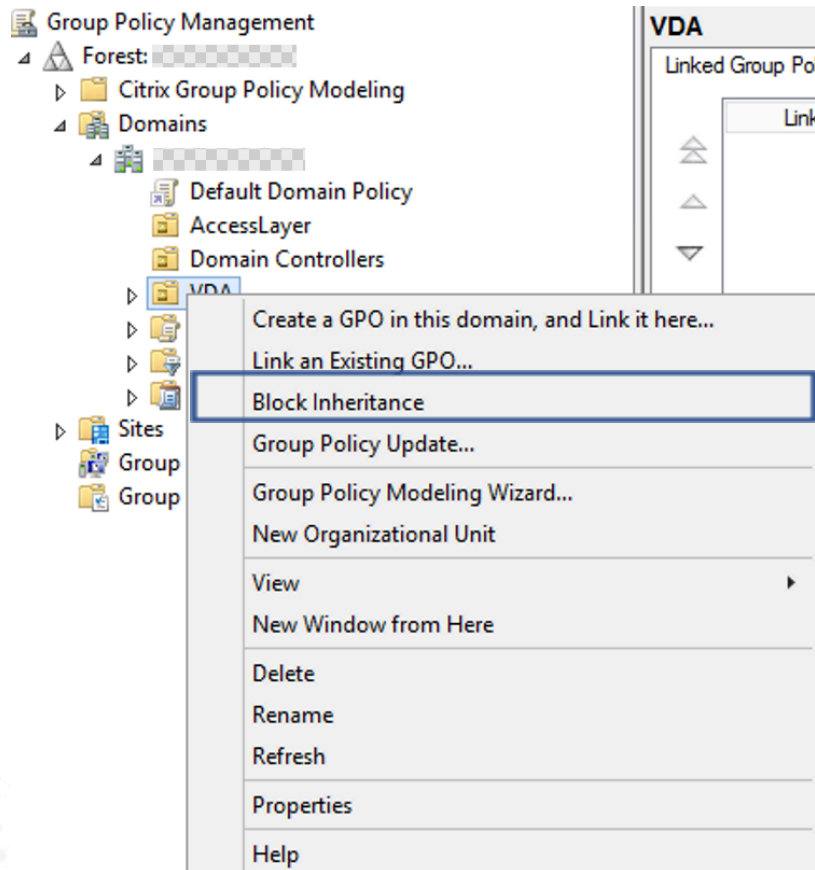 Group Policy Management
Forest:
Citrix Group Policy Modeling
Domains
Default Domain Policy
AccessLayer
Domain Controllers
VDA
Sites
Group
Group
VDA
Linked Group Po
Link
Create a GPO in this domain, and Link it here...
Link an Existing GPO...
Block Inheritance
Group Policy Update...
Group Policy Modeling Wizard...
New Organizational Unit
View
New Window from Here
Delete
Rename
Refresh
Properties
Help